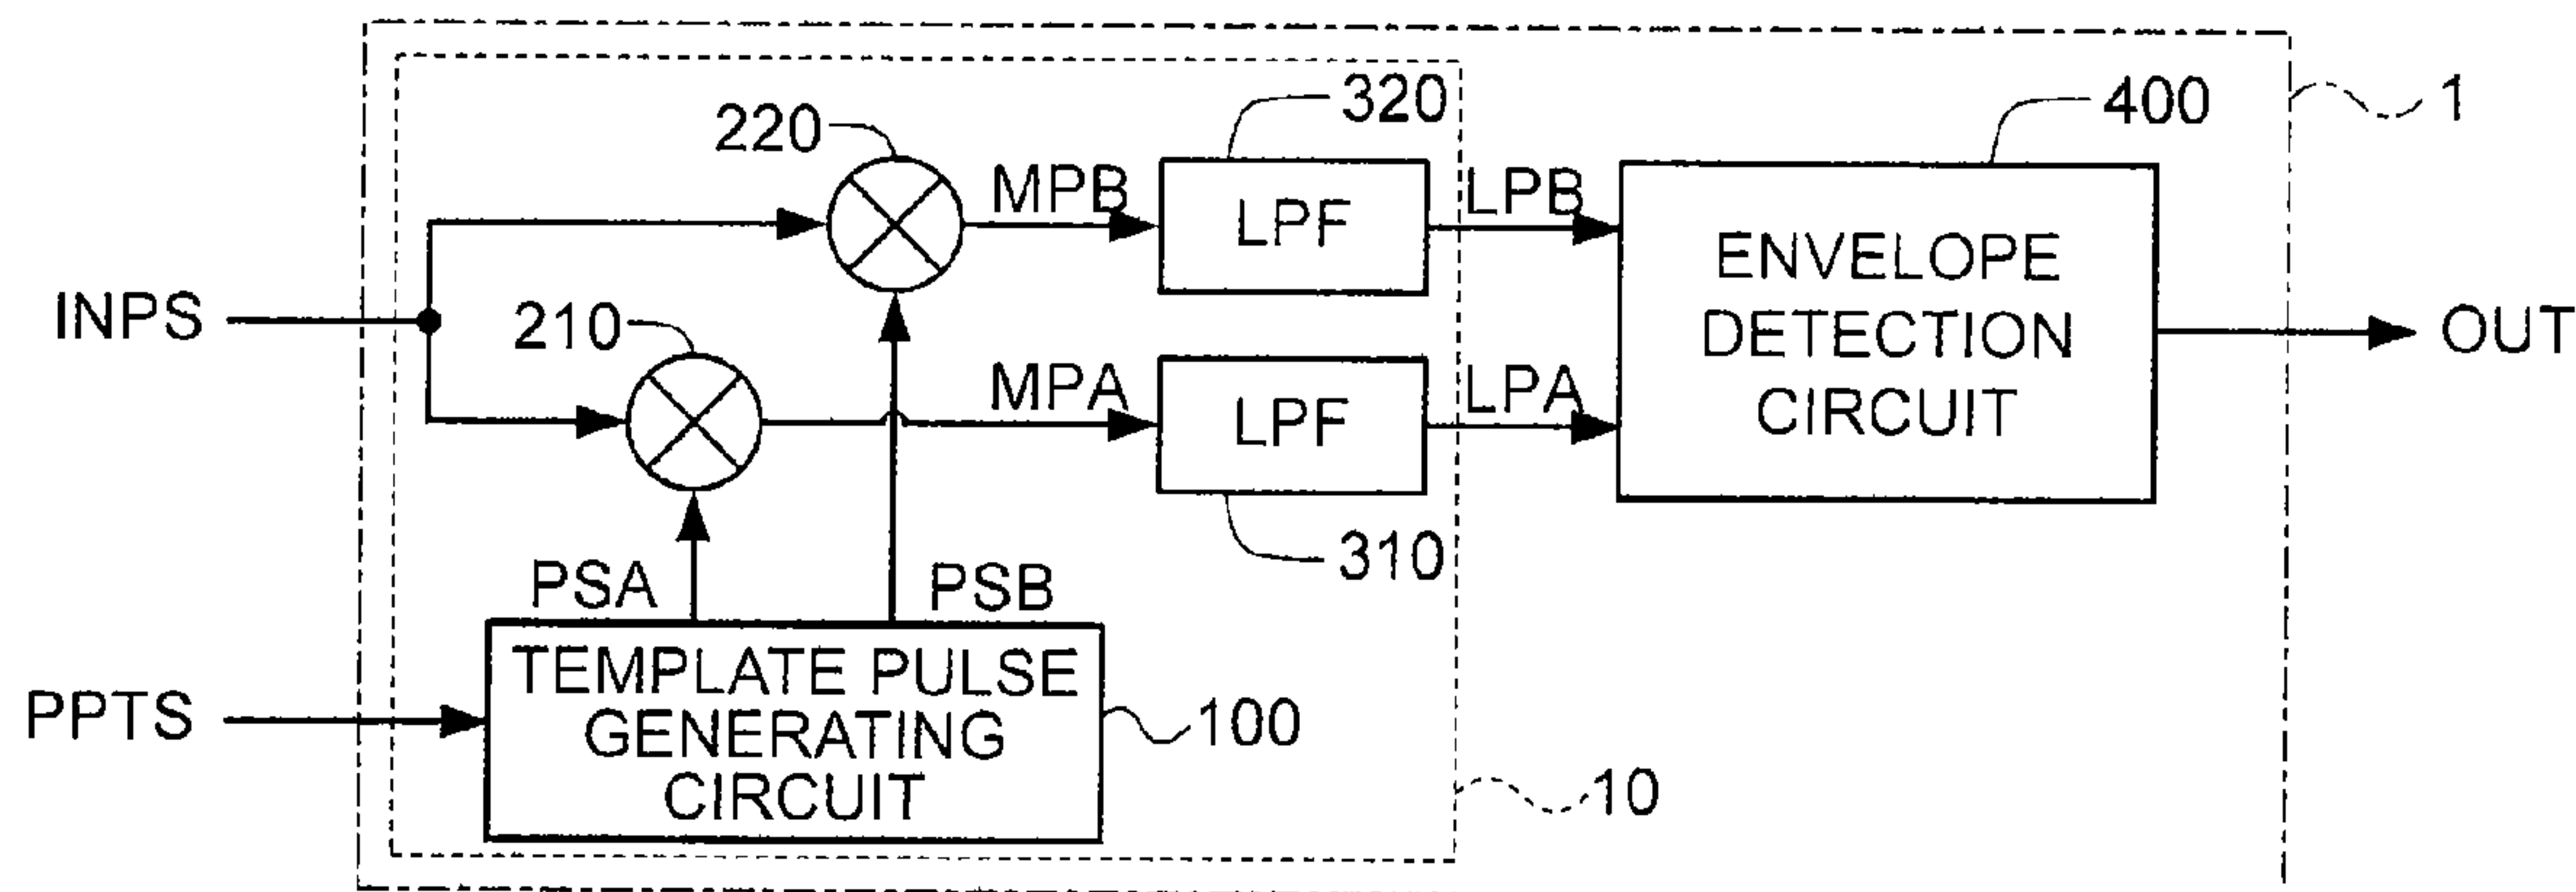 1
320
400
220
MPB
LPF
LPB
ENVELOPE
DETECTION
CIRCUIT
INPS
210
OUT
MPA
LPF
LPA
310
PSA
PSB
TEMPLATE PULSE
GENERATING
CIRCUIT
PPTS
100
10